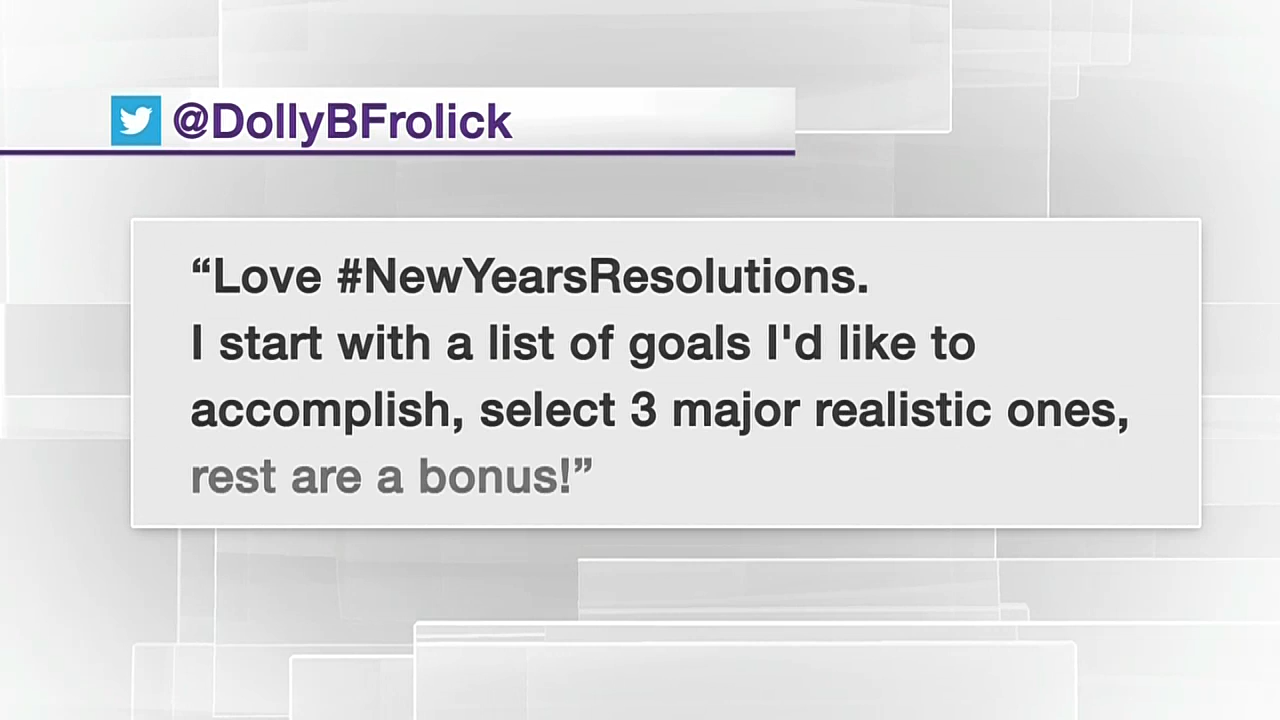 @DollyBFrolick
“Love #NewYearsResolutions.
I start with a list of goals I'd like to
accomplish, select 3 major realistic ones,
rest are a bonus!”